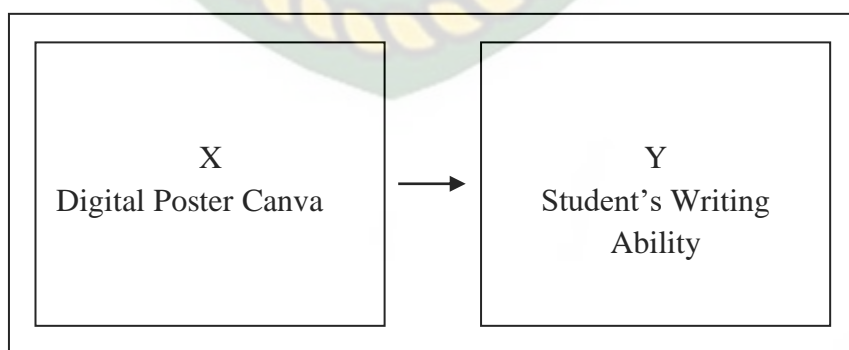 X
Digital Poster Canva
Y
Student’s Writing
Ability